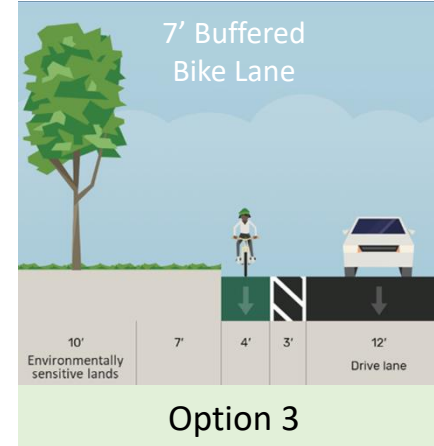 7’ Buffered
Bike Lane
10’ 7’ 4’ 3’ 12’
Environmentally
sensitive lands
Drive lane
Option 3